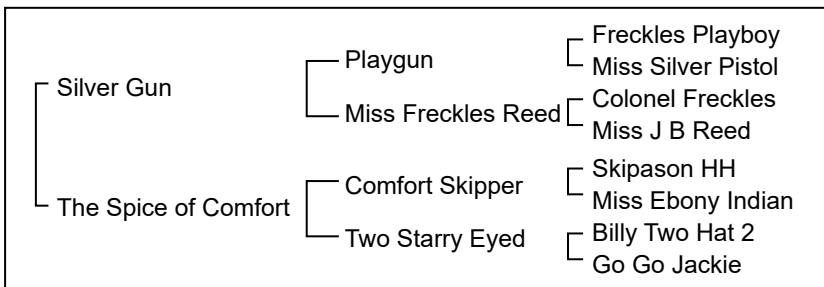 Freckles Playboy
Playgun
Miss Silver Pistol
Silver Gun
Colonel Freckles
Miss Freckles Reed
Miss J B Reed
Skipason HH
Comfort Skipper
Miss Ebony Indian
The Spice of Comfort
Billy Two Hat 2
Two Starry Eyed
Go Go Jackie